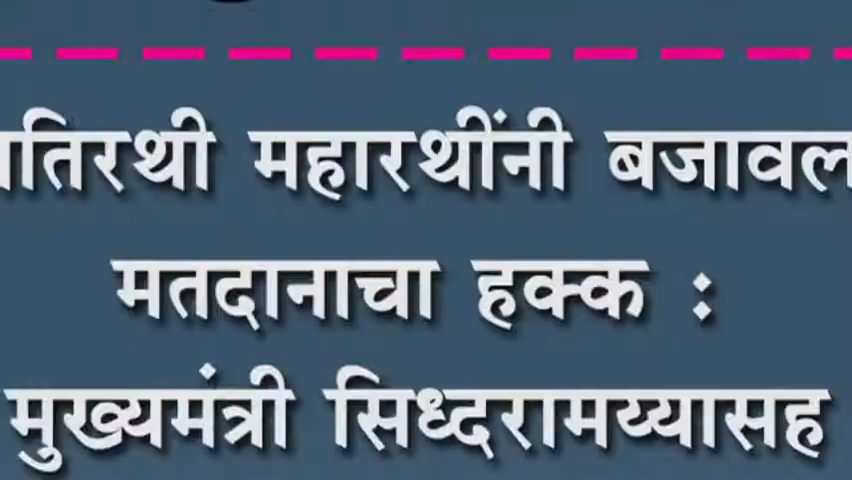 महारथींनी
मतदानाचा हक्क :
मुख्यमंत्री सिध्दरामय्यासह